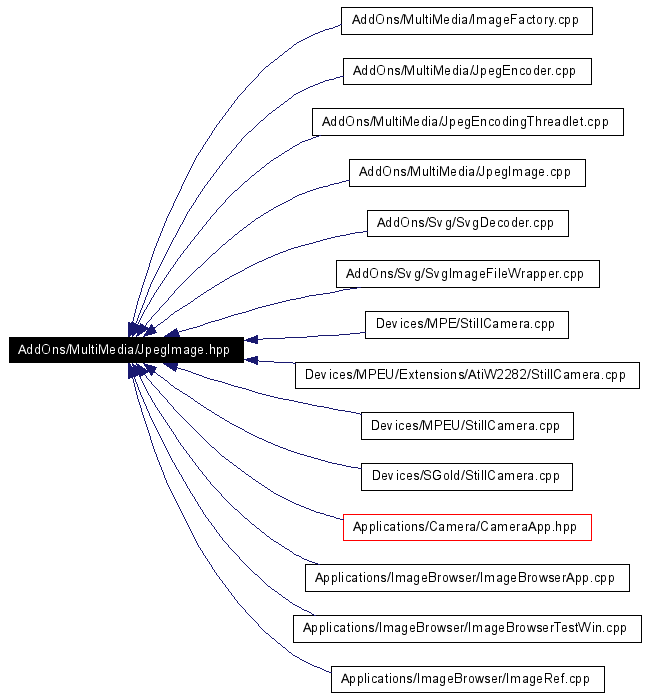 AddOns/MultiMedia/ImageFactory.cpp
AddOns/MultiMedia/JpegEncoder.cpp
AddOns/MultiMedia/JpegEncodingThreadlet.cpp
AddOns/MultiMedia/JpegImage.cpp
AddOns/Svg/SvgDecoder.cpp
AddOns/Svg/SvgImageFileWrapper.cpp
Devices/MPE/StillCamera.cpp
AddOns/MultiMedia/JpegImage.hpp
Devices/MPEU/Extensions/AtiW2282/StillCamera.cpp
Devices/MPEU/StillCamera.cpp
Devices/SGold/StillCamera.cpp
Applications/Camera/CameraApp.hpp
Applications/ImageBrowser/ImageBrowserApp.cpp
Applications/ImageBrowser/ImageBrowserTestWin.cpp
Applications/ImageBrowser/ImageRef.cpp